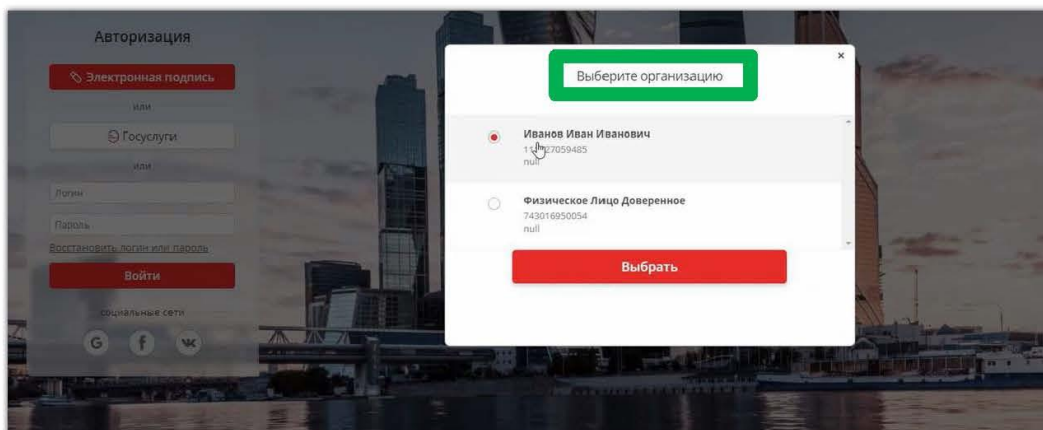 Авторизация
Электронная подпись
или
Госуслуги
или
Логин
Пароль
Восстановить логин или пароль
Войти
социальные сети
G f
Выберите организацию
×
Иванов Иван Иванович
null
Физическое Лицо Доверенное
743016950054
null
Выбрать